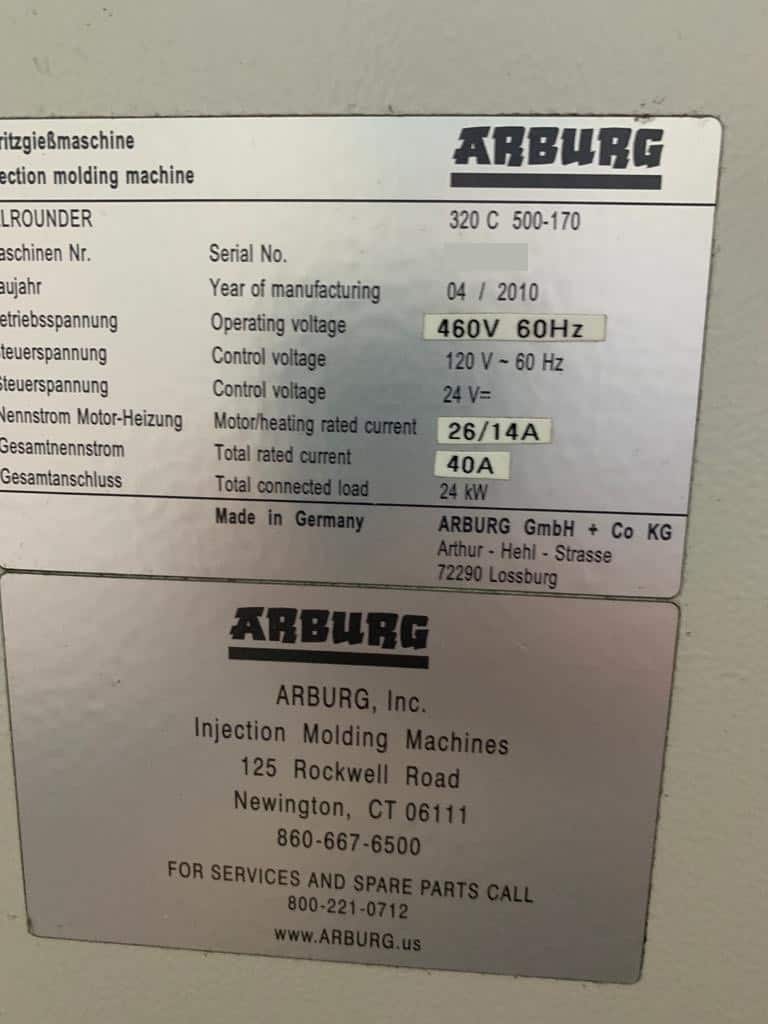 ritzgießmaschine
ection molding machine
ARBURG
LROUNDER 320 C 500-170
aschinen Nr. Serial No.
aujahr Year of manufacturing 04 / 2010
etriebsspannung Operating voltage 460V 60Hz
teuerspannung Control voltage 120 V ~ 60 Hz
Steuerspannung Control voltage 24 V=
Nennstrom Motor-Heizung Motor/heating rated current 26/14A
Gesamtnennstrom Total rated current 40A
Gesamtanschluss Total connected load 24 kW
Made in Germany ARBURG GmbH + Co KG
Arthur - Hehl - Strasse
72290 Lossburg
ARBURG
ARBURG, Inc.
Injection Molding Machines
125 Rockwell Road
Newington, CT 06111
860-667-6500
FOR SERVICES AND SPARE PARTS CALL
800-221-0712
www.ARBURG.us